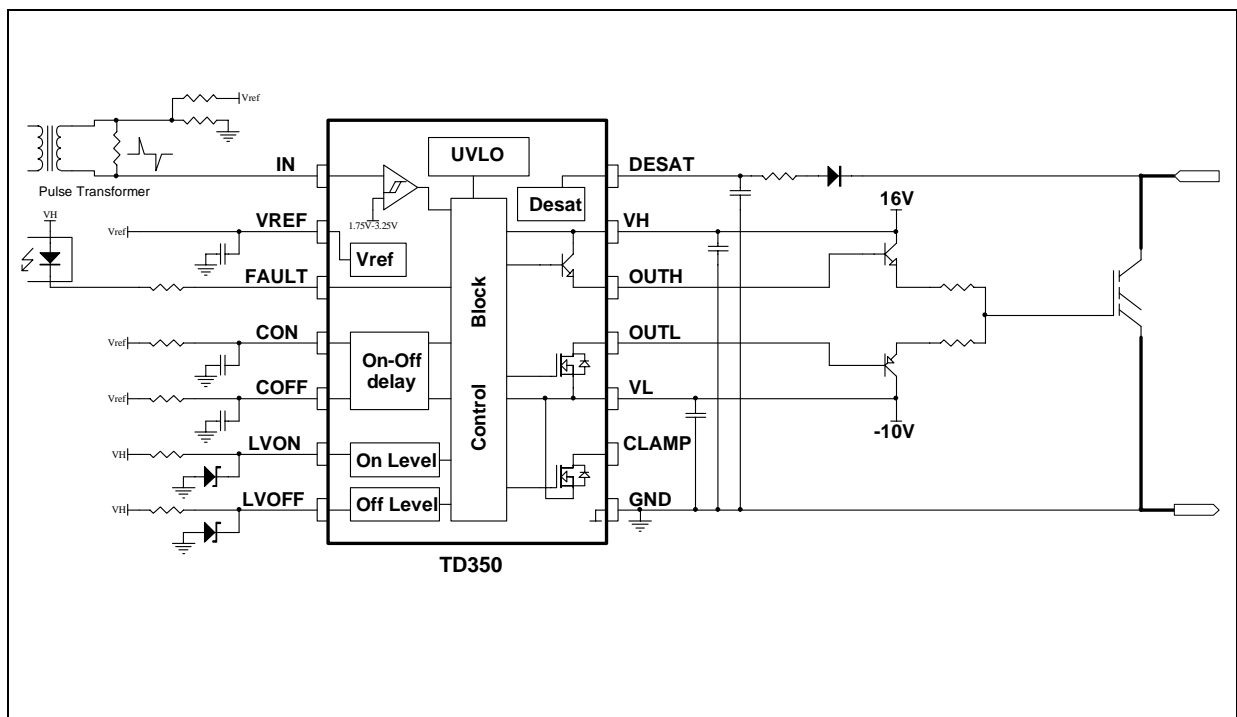 Vref
Pulse Transformer
VH
Vref
Vref
Vref
VH
VH
IN
VREF
FAULT
CON
COFF
LVON
LVOFF
1.75V-3.25V
UVLO
Desat
Vref
On-Off
delay
On Level
Off Level
Control
Block
DESAT
VH
OUTH
OUTL
VL
CLAMP
GND
16V
-10V
TD350